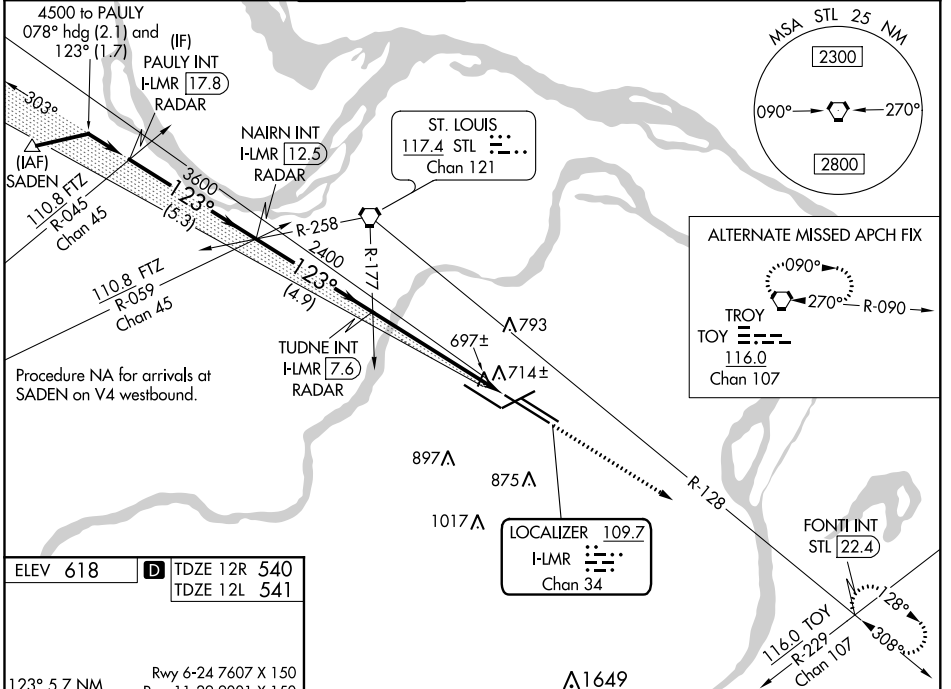 4500 to PAULY
078° hdg (2.1) and
123° (1.7)
(IF)
PAULY INT
I-LMR 17.8
RADAR
303°
(IAF)
SADEN
110.8 FTZ
R-045
Chan 45
NAIRN INT
I-LMR 12.5
RADAR
3600
123°
(5.3)
ST. LOUIS
117.4 STL
Chan 121
R-258
R-177
2400
123°
(4.9)
110.8 FTZ
R-059
Chan 45
TUDNE INT
I-LMR 7.6
RADAR
Procedure NA for arrivals at
SADEN on V4 westbound.
MSA STL 25 NM
2300
090°
270°
2800
ALTERNATE MISSED APCH FIX
090°
270°
R-090
TROY
TOY
116.0
Chan 107
793
697±
714±
897
875
1017
LOCALIZER 109.7
I-LMR
Chan 34
R-128
FONTI INT
STL 22.4
128°
308°
116.0 TOY
R-229
Chan 107
1649
ELEV 618
D
TDZE 12R 540
TDZE 12L 541
Rwy 6-24 7607 X 150
123° 5.7 NM